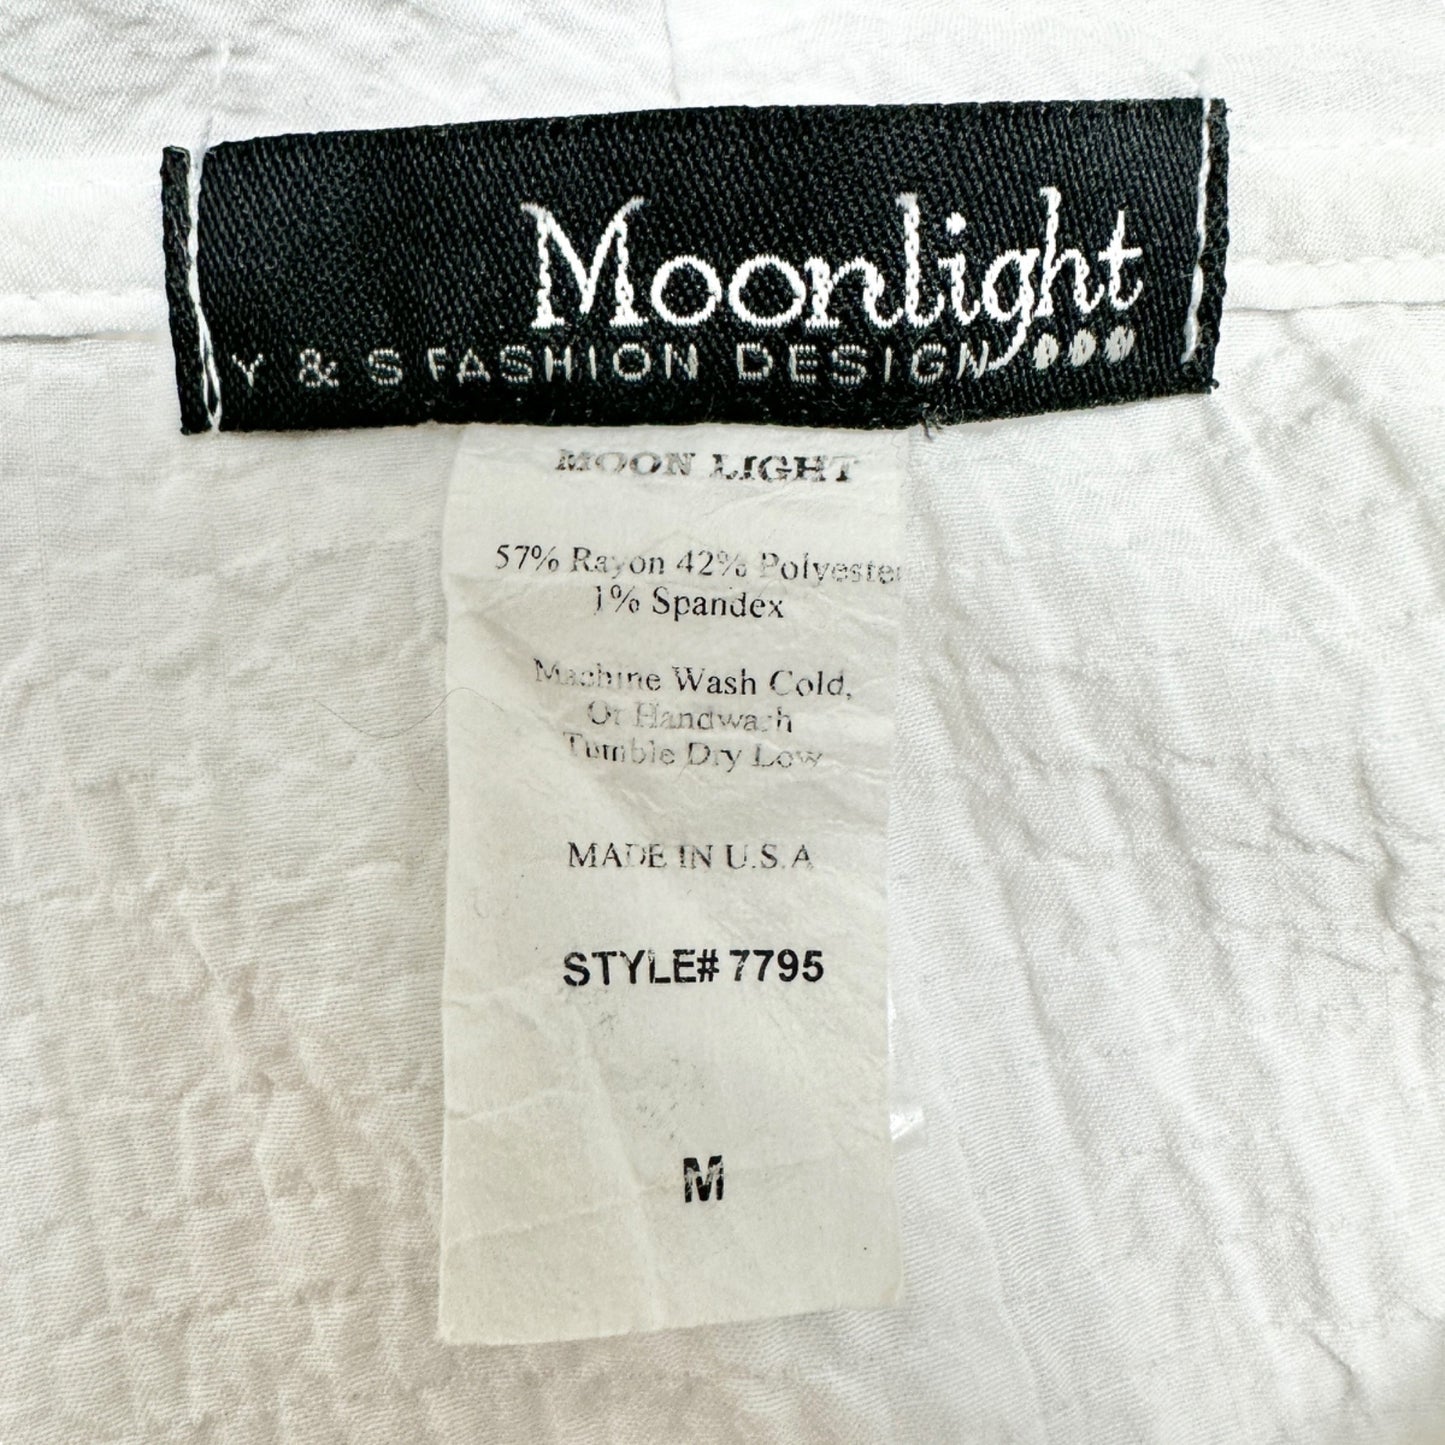 Moonlight
Y & S FASHION DESIGN
MOON LIGHT
57% Rayon 42% Polyester
1% Spandex
Machine Wash Cold,
Or Handwash
Tumble Dry Low
MADE IN U.S.A
STYLE# 7795
M